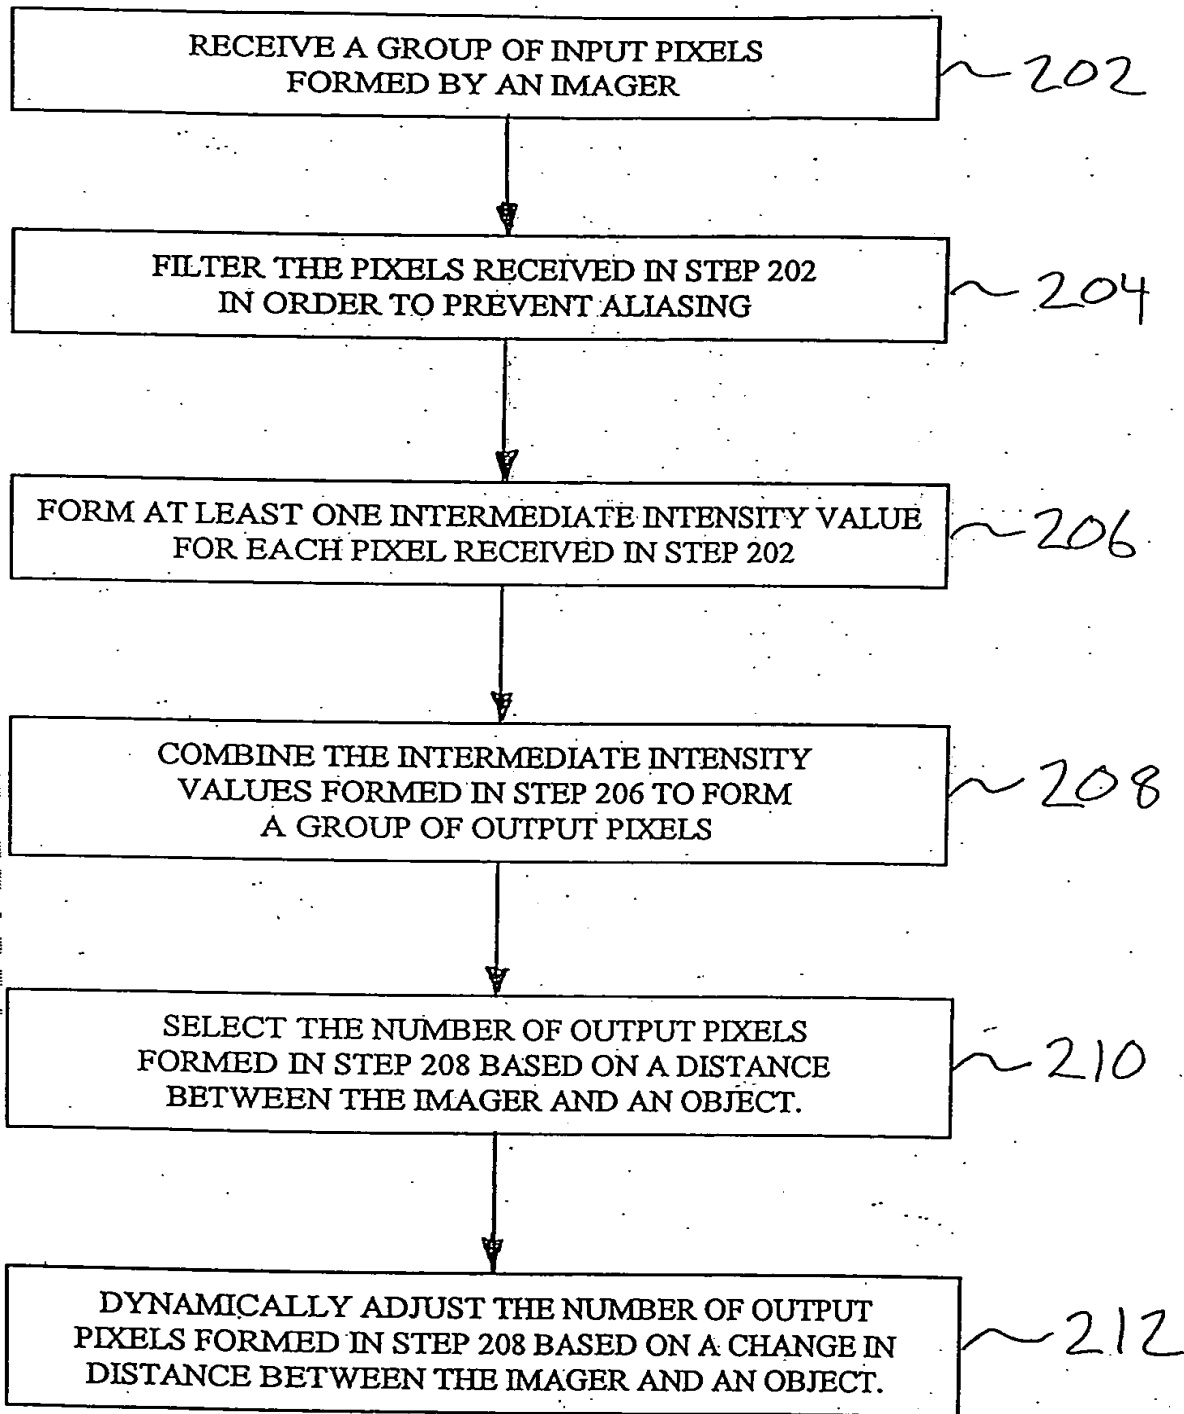 RECEIVE A GROUP OF INPUT PIXELS
FORMED BY AN IMAGER
202
FILTER THE PIXELS RECEIVED IN STEP 202
IN ORDER TO PREVENT ALIASING
204
FORM AT LEAST ONE INTERMEDIATE INTENSITY VALUE
FOR EACH PIXEL RECEIVED IN STEP 202
206
COMBINE THE INTERMEDIATE INTENSITY
VALUES FORMED IN STEP 206 TO FORM
A GROUP OF OUTPUT PIXELS
208
SELECT THE NUMBER OF OUTPUT PIXELS
FORMED IN STEP 208 BASED ON A DISTANCE
BETWEEN THE IMAGER AND AN OBJECT.
210
DYNAMICALLY ADJUST THE NUMBER OF OUTPUT
PIXELS FORMED IN STEP 208 BASED ON A CHANGE IN
DISTANCE BETWEEN THE IMAGER AND AN OBJECT.
212